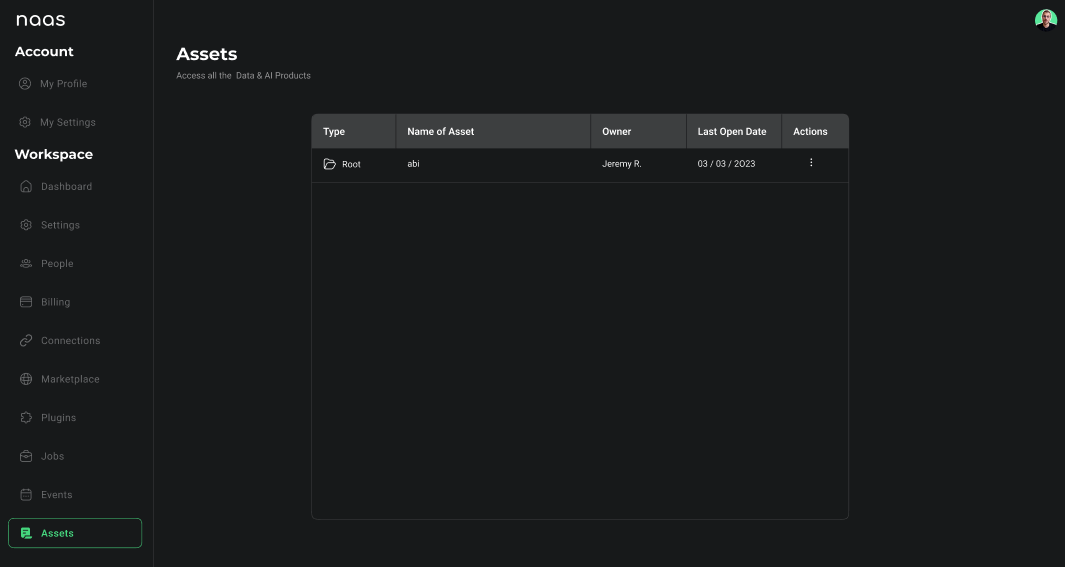 naas
Account
My Profile
My Settings
Workspace
Dashboard
Settings
People
Billing
Connections
Marketplace
Plugins
Jobs
Events
Assets
Assets
Access all the Data & AI Products
Type Name of Asset Owner Last Open Date Actions
Root abi Jeremy R. 03 / 03 / 2023